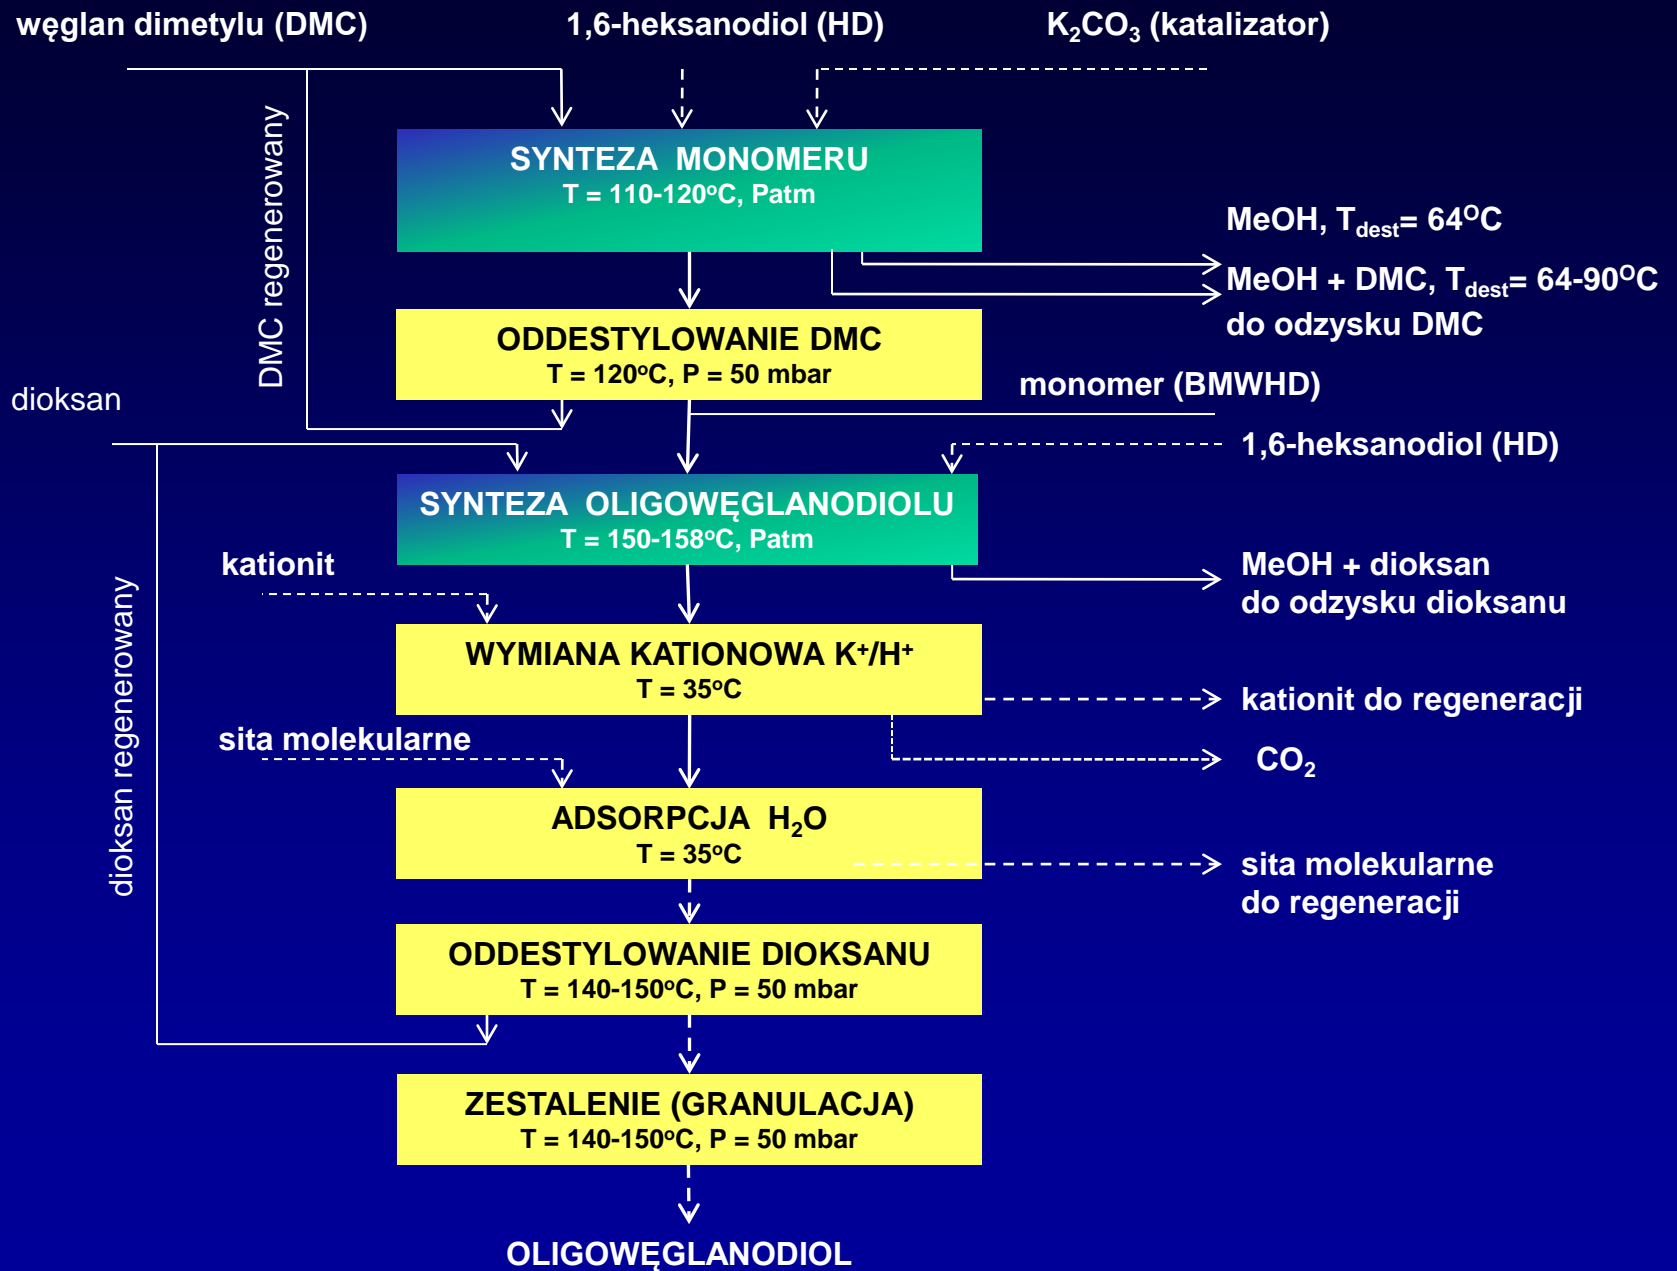 węglan dimetylu (DMC)
1,6-heksanodiol (HD)
K₂CO₃ (katalizator)
DMC regenerowany
SYNTEZA MONOMERU
T = 110-120ᵒC, Patm
MeOH, T_dest= 64ᴼC
MeOH + DMC, T_dest= 64-90ᴼC
do odzysku DMC
ODDESTYLOWANIE DMC
T = 120ᵒC, P = 50 mbar
monomer (BMWHD)
dioksan
1,6-heksanodiol (HD)
SYNTEZA OLIGOWĘGLANODIOLU
T = 150-158ᵒC, Patm
kationit
MeOH + dioksan
do odzysku dioksanu
dioksan regenerowany
WYMIANA KATIONOWA K⁺/H⁺
T = 35ᵒC
kationit do regeneracji
sita molekularne
CO₂
ADSORPCJA H₂O
T = 35ᵒC
sita molekularne
do regeneracji
ODDESTYLOWANIE DIOKSANU
T = 140-150ᵒC, P = 50 mbar
ZESTALENIE (GRANULACJA)
T = 140-150ᵒC, P = 50 mbar
OLIGOWĘGLANODIOL